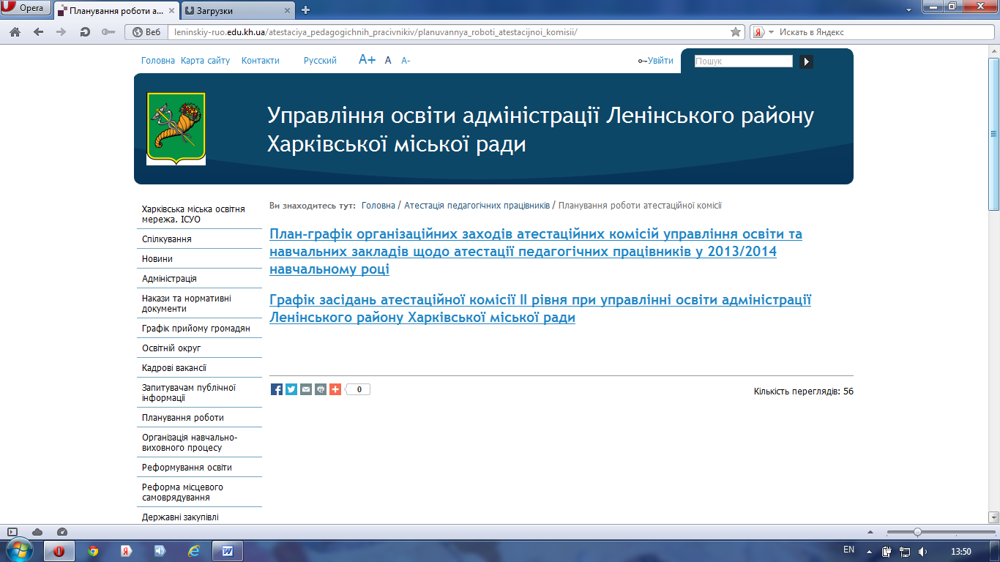 Opera
Планування роботи а...
Загрузки
Веб
leninskiy-ruo.edu.kh.ua/atestaciya_pedagogichnih_pracivnikiv/planuvannya_roboti_atestacijnoi_komisii/
Искать в Яндекс
Головна Карта сайту Контакти Русский A+ A A-
Увійти
Пошук
Управління освіти адміністрації Ленінського району
Харківської міської ради
Харківська міська освітня
мережа. ІСУО
Спілкування
Новини
Адміністрація
Накази та нормативні
документи
Графік прийому громадян
Освітній округ
Кадрові вакансії
Запитувачам публічної
інформації
Планування роботи
Організація навчально-
виховного процесу
Реформування освіти
Реформа місцевого
самоврядування
Державні закупівлі
Ви знаходитесь тут: Головна / Атестація педагогічних працівників / Планування роботи атестаційної комісії
План-графік організаційних заходів атестаційних комісій управління освіти та
навчальних закладів щодо атестації педагогічних працівників у 2013/2014
навчальному році
Графік засідань атестаційної комісії ІІ рівня при управлінні освіти адміністрації
Ленінського району Харківської міської ради
0
Кількість переглядів: 56
EN
13:50